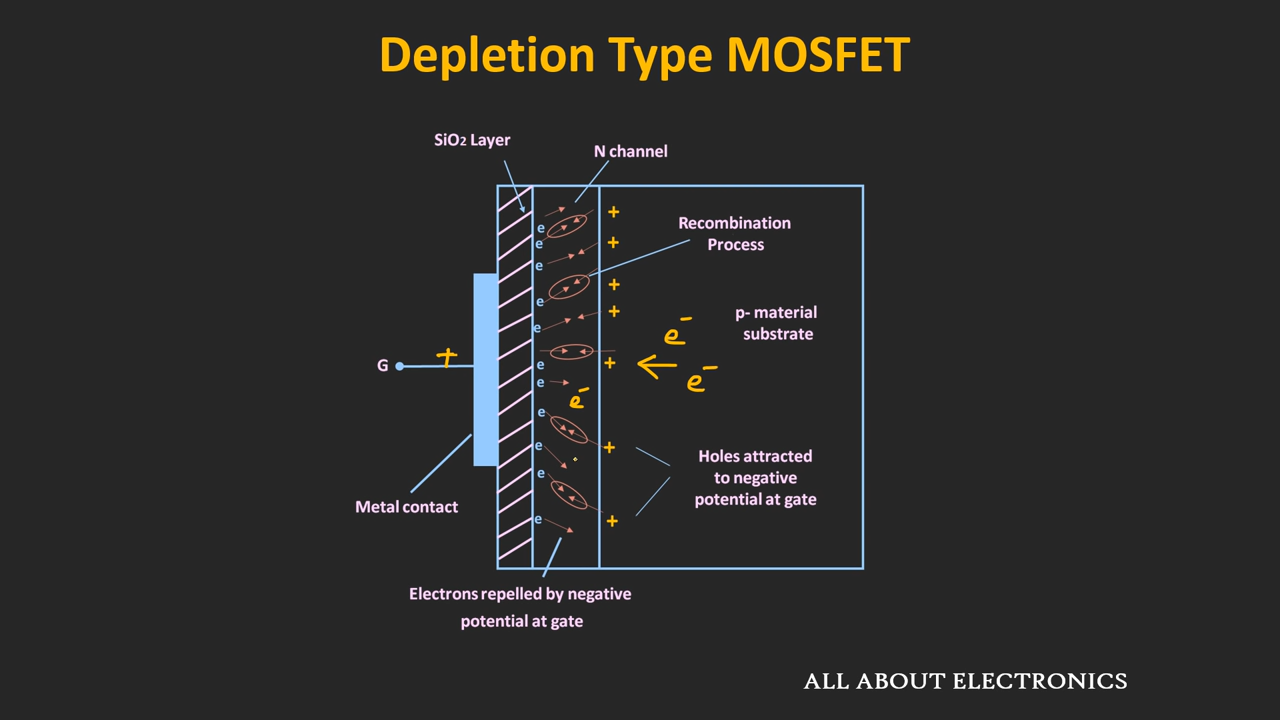 Depletion Type MOSFET
SiO2 Layer
N channel
Recombination
Process
p- material
substrate
G
+
e
e
e
e
e
e
e
e
e
e
e
+
+
+
+
+
+
+
e-
e-
e-
Holes attracted
to negative
potential at gate
Metal contact
Electrons repelled by negative
potential at gate
ALL ABOUT ELECTRONICS